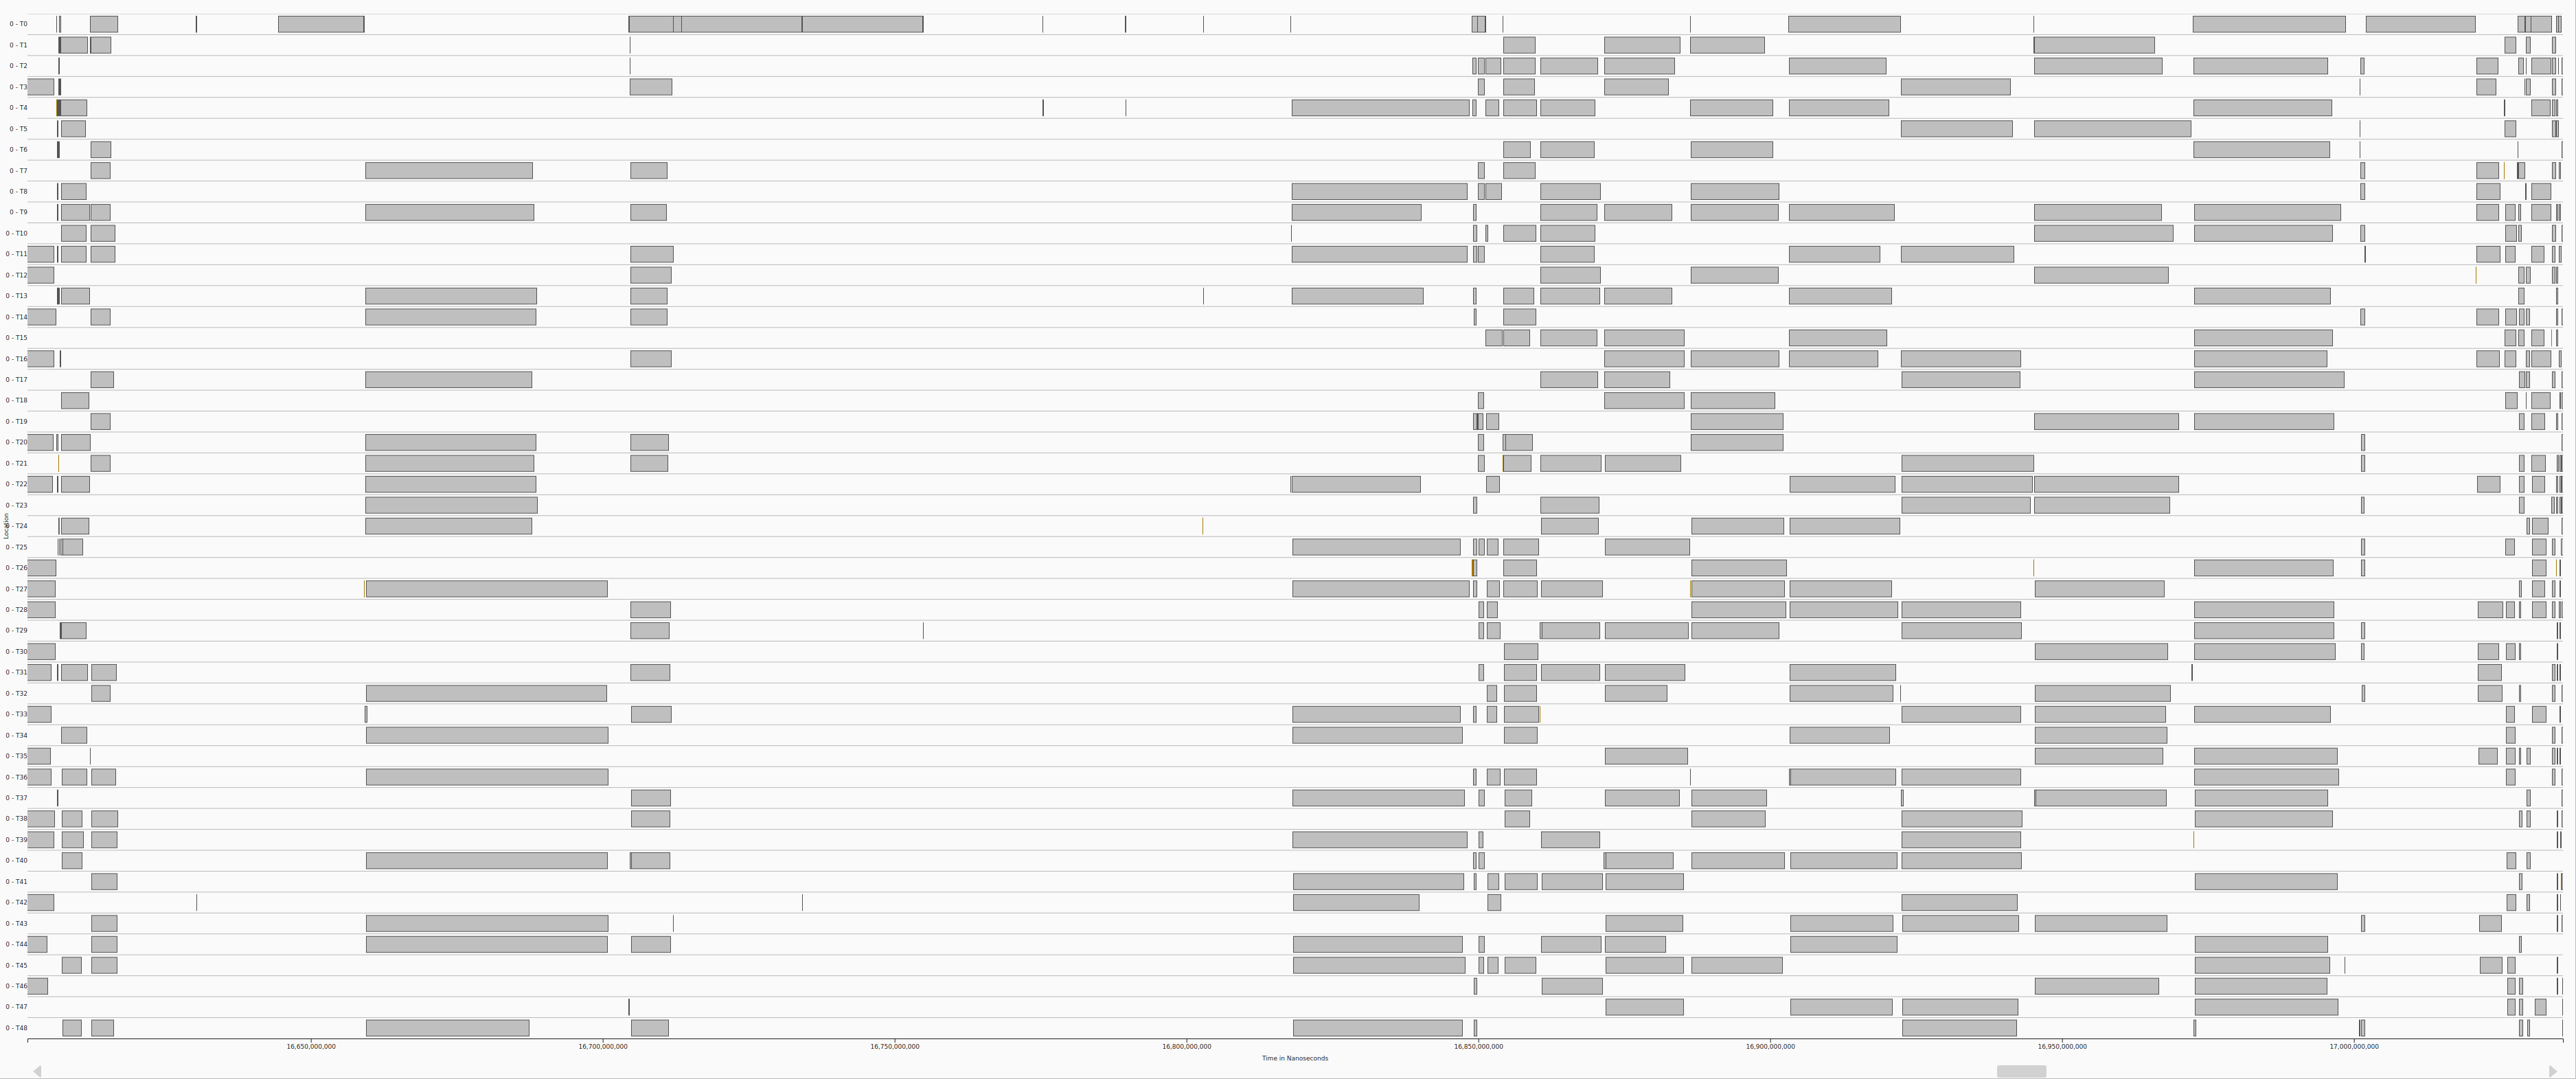 0 - T0
0 - T1
0 - T2
0 - T3
0 - T4
0 - T5
0 - T6
0 - T7
0 - T8
0 - T9
0 - T10
0 - T11
0 - T12
0 - T13
0 - T14
0 - T15
0 - T16
0 - T17
0 - T18
0 - T19
0 - T20
0 - T21
0 - T22
0 - T23
Location
0 - T24
0 - T25
0 - T26
0 - T27
0 - T28
0 - T29
0 - T30
0 - T31
0 - T32
0 - T33
0 - T34
0 - T35
0 - T36
0 - T37
0 - T38
0 - T39
0 - T40
0 - T41
0 - T42
0 - T43
0 - T44
0 - T45
0 - T46
0 - T47
0 - T48
16,650,000,000 16,700,000,000 16,750,000,000 16,800,000,000 16,850,000,000 16,900,000,000 16,950,000,000 17,000,000,000
Time in Nanoseconds